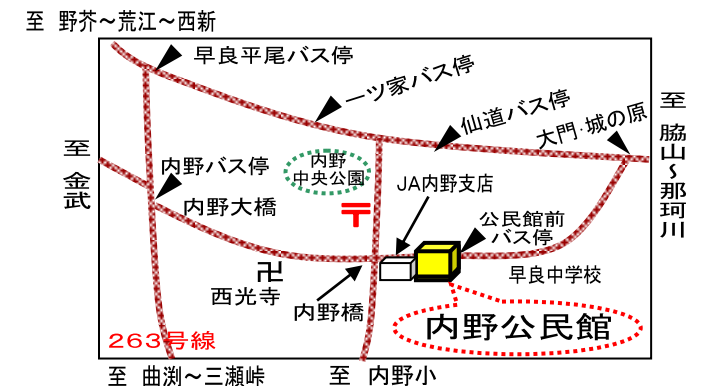 至 野芥～荒江～西新
早良平尾バス停
一ツ家バス停
仙道バス停
大門・城の原
至 脇山～那珂川
至 金武
内野バス停
内野
中央公園
内野大橋
〒
JA内野支店
公民館前
バス停
卍
西光寺
内野橋
早良中学校
内野公民館
263号線
至 曲渕～三瀬峠
至 内野小